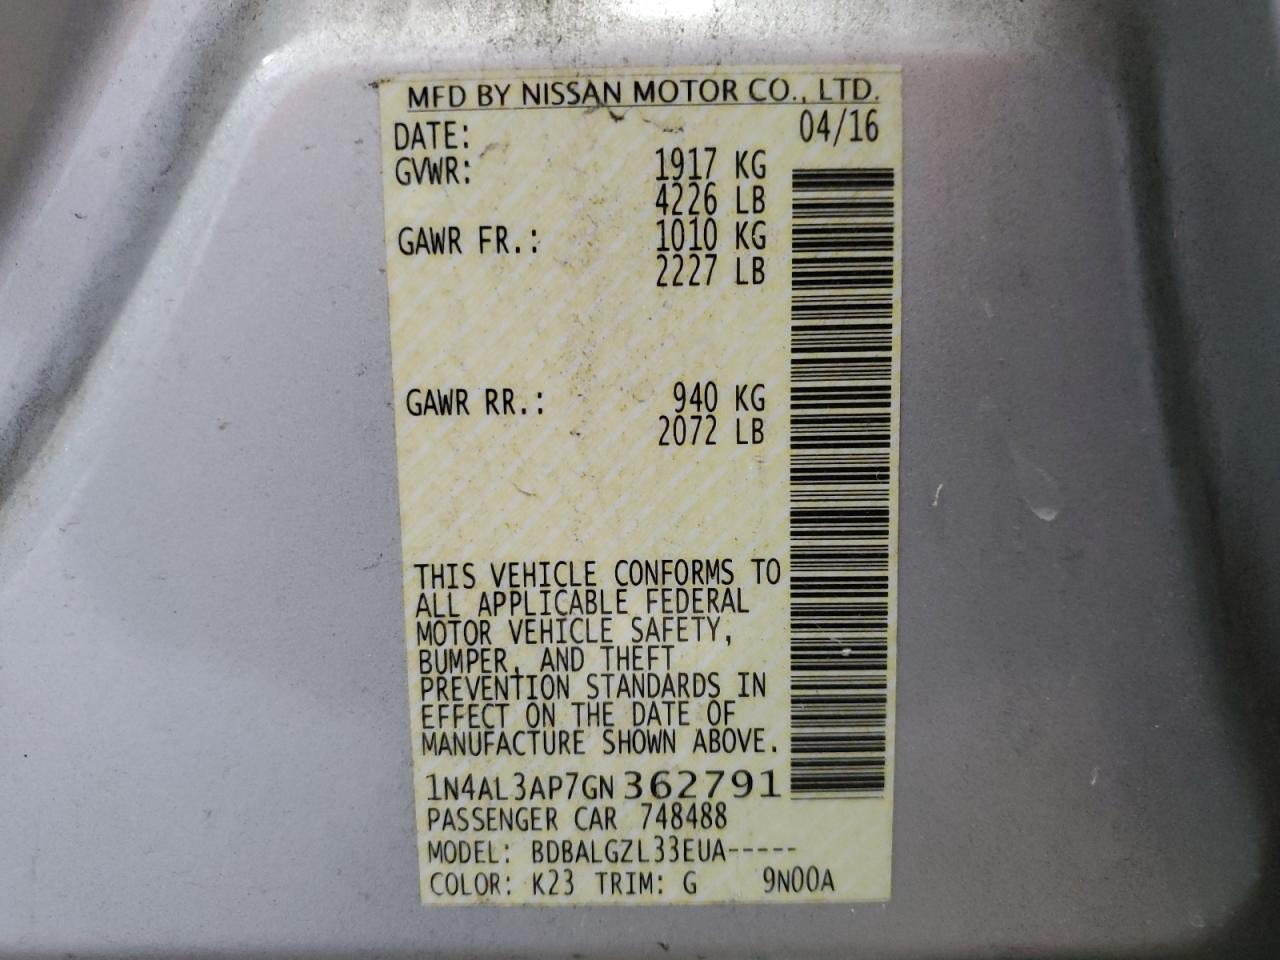 MFD BY NISSAN MOTOR CO., LTD.
DATE: 04/16
GVWR: 1917 KG
4226 LB
GAWR FR.: 1010 KG
2227 LB
GAWR RR.: 940 KG
2072 LB
THIS VEHICLE CONFORMS TO
ALL APPLICABLE FEDERAL
MOTOR VEHICLE SAFETY,
BUMPER, AND THEFT
PREVENTION STANDARDS IN
EFFECT ON THE DATE OF
MANUFACTURE SHOWN ABOVE.
1N4AL3AP7GN362791
PASSENGER CAR 748488
MODEL: BDBALGZL33EUA-----
COLOR: K23 TRIM: G 9N00A